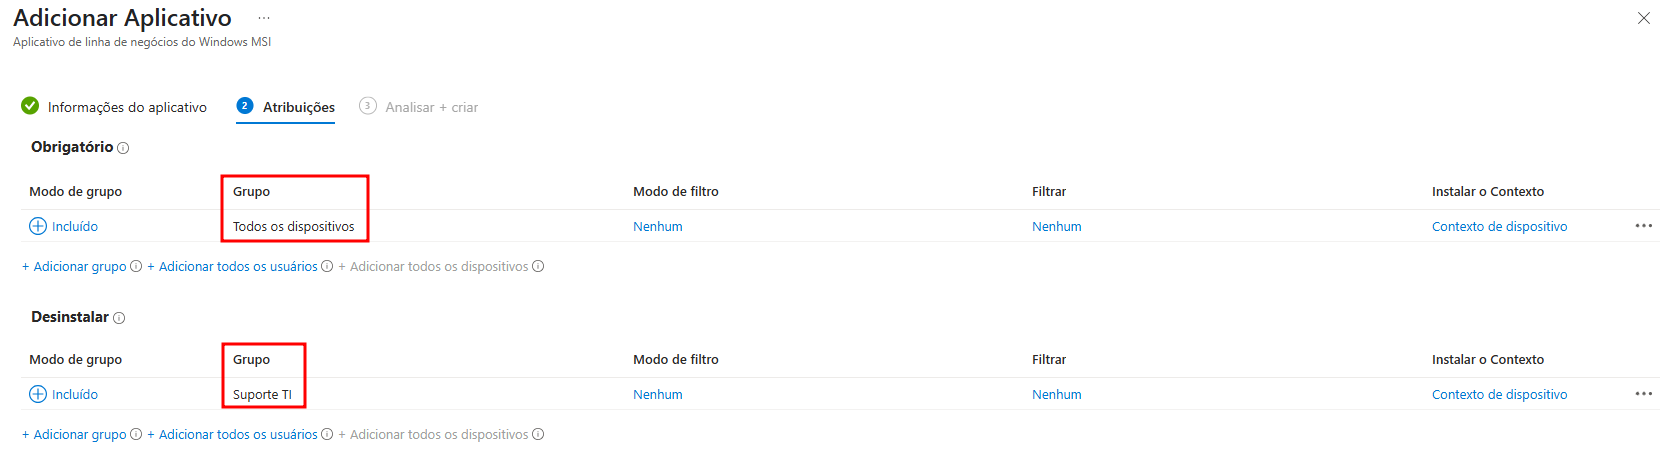 Adicionar Aplicativo ...
Aplicativo de linha de negócios do Windows MSI
Informações do aplicativo 2 Atribuições 3 Analisar + criar
Obrigatório
Modo de grupo Grupo Modo de filtro Filtrar Instalar o Contexto
Incluído Todos os dispositivos Nenhum Nenhum Contexto de dispositivo ...
+ Adicionar grupo + Adicionar todos os usuários + Adicionar todos os dispositivos
Desinstalar
Modo de grupo Grupo Modo de filtro Filtrar Instalar o Contexto
Incluído Suporte TI Nenhum Nenhum Contexto de dispositivo ...
+ Adicionar grupo + Adicionar todos os usuários + Adicionar todos os dispositivos